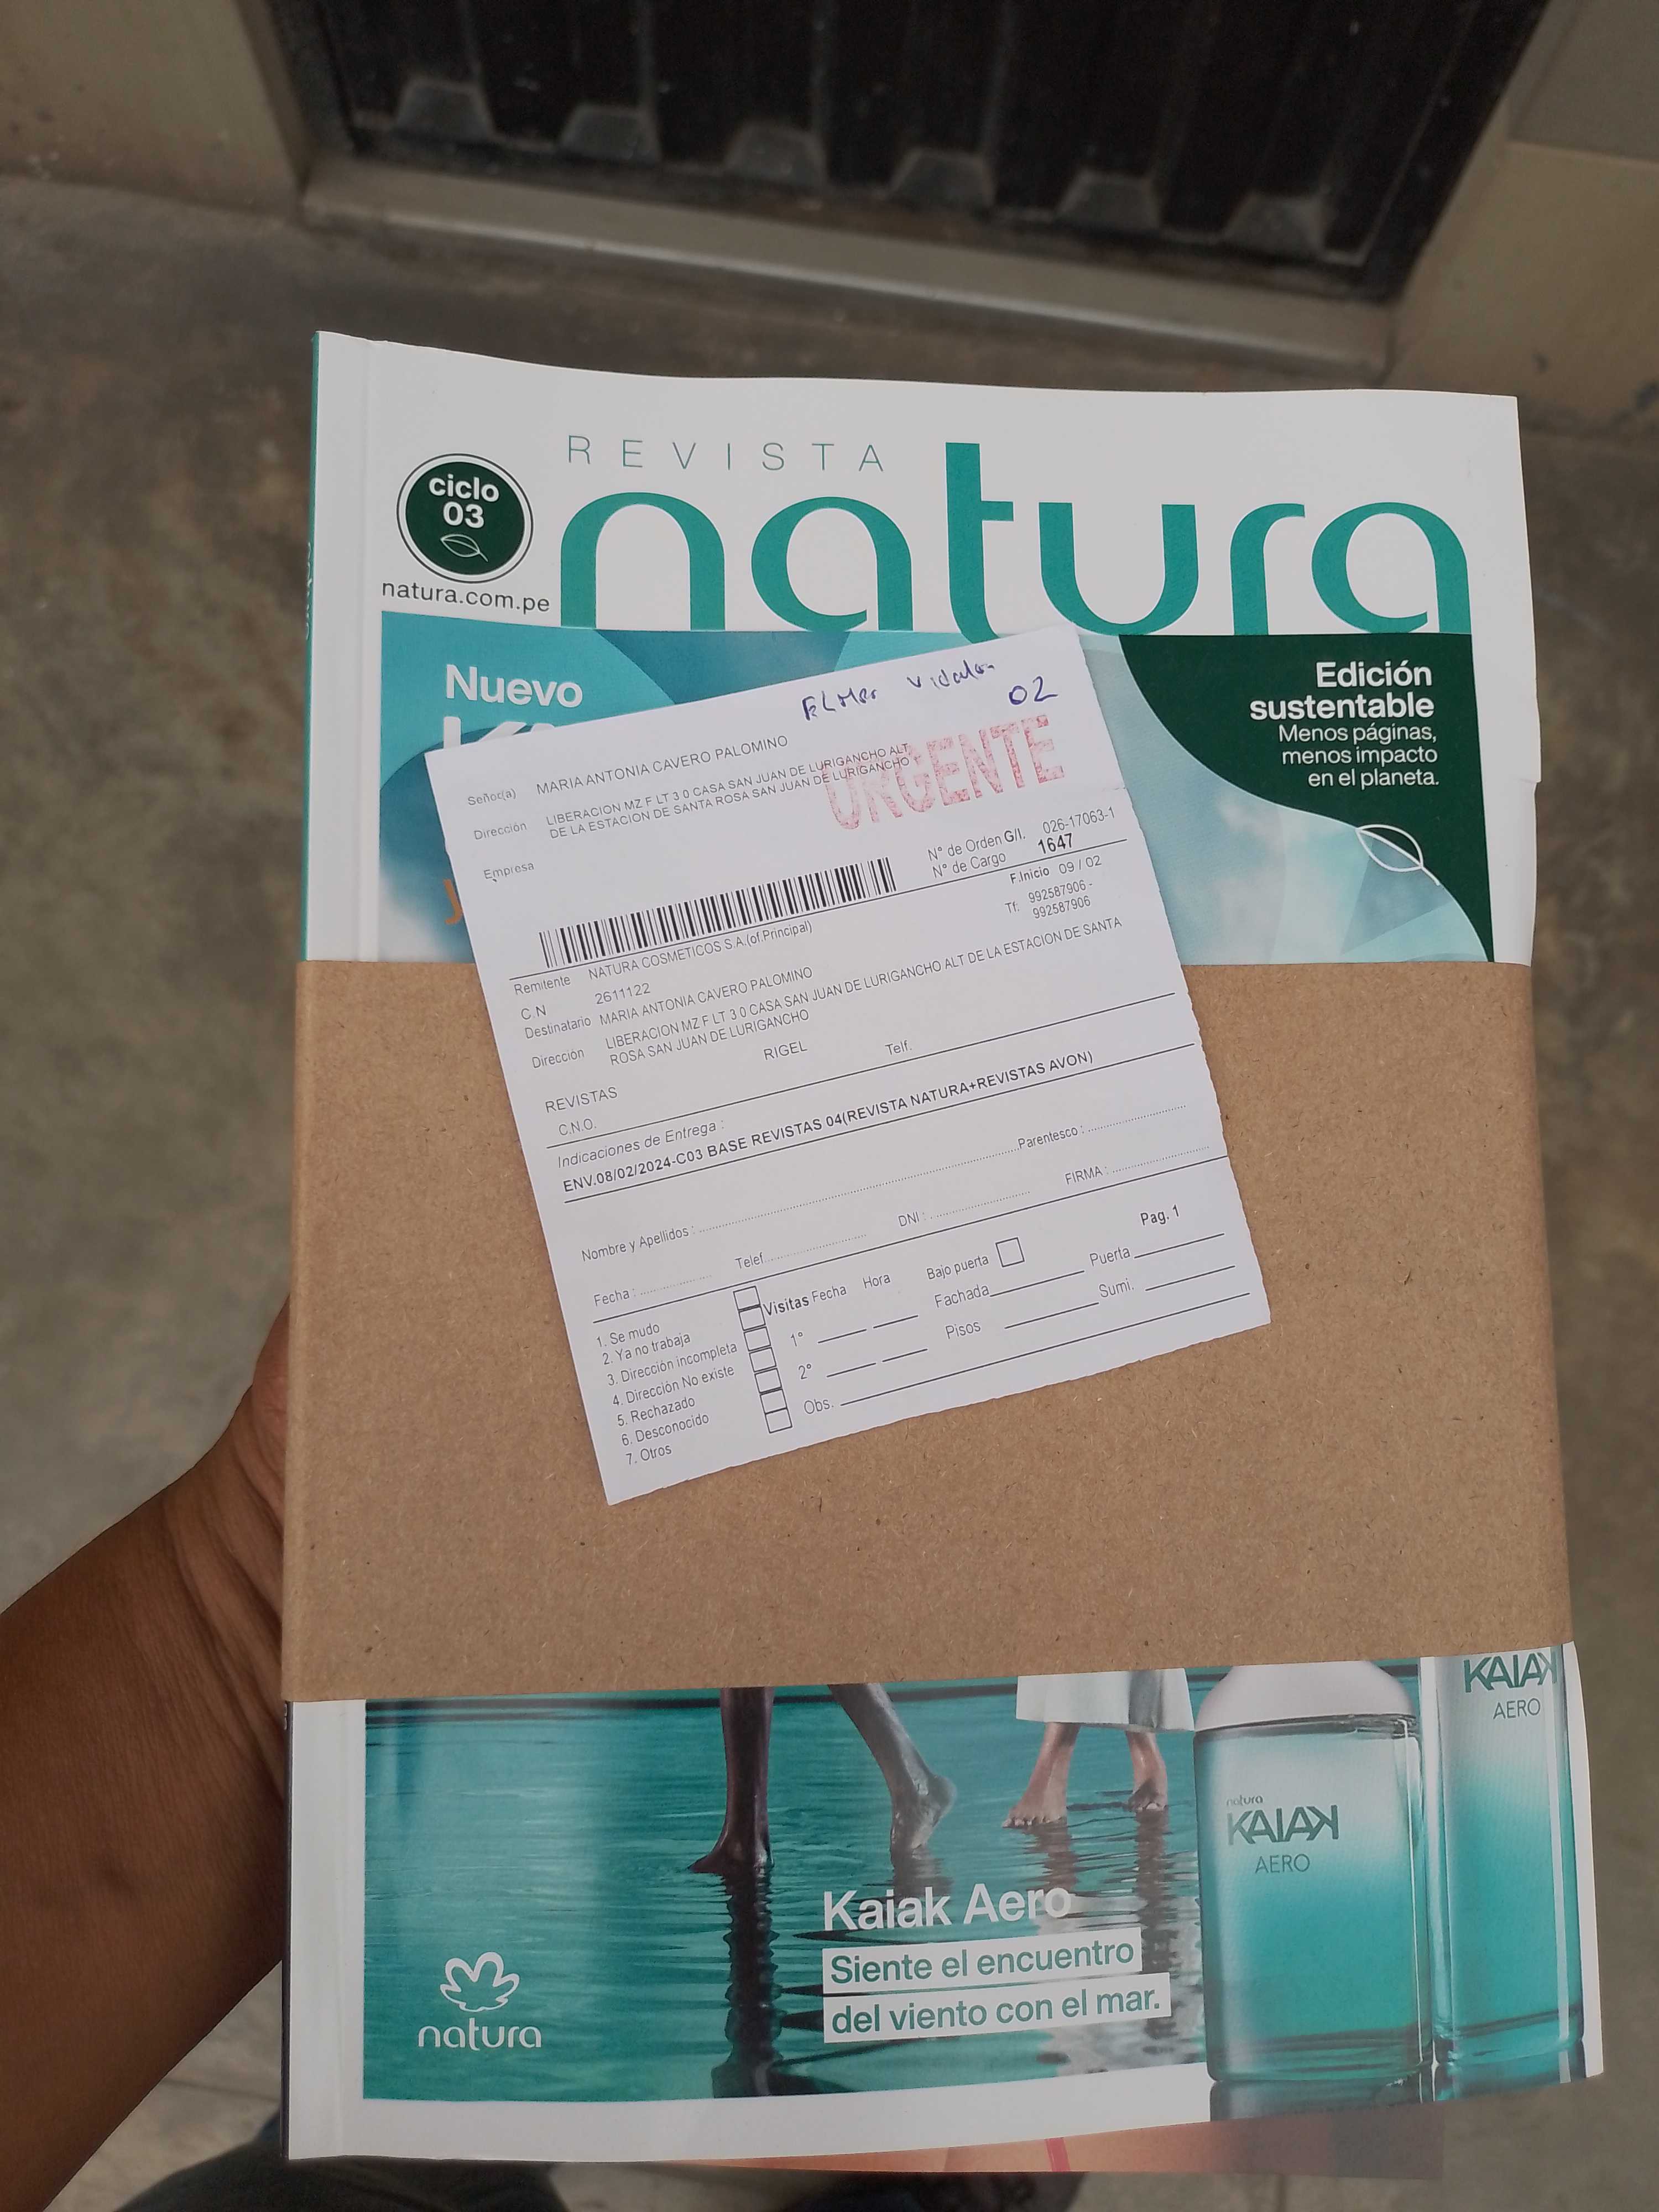 REVISTA
natura
ciclo
03
natura.com.pe
Nuevo
Edición
sustentable
Menos páginas,
menos impacto
en el planeta.
ELMer Vidalon
02
URGENTE
Señor(a) MARIA ANTONIA CAVERO PALOMINO
Dirección LIBERACION MZ F LT 3 0 CASA SAN JUAN DE LURIGANCHO ALT
DE LA ESTACION DE SANTA ROSA SAN JUAN DE LURIGANCHO
Empresa
N° de Orden G/I. 026-17063-1
N° de Cargo 1647
F.Inicio 09 / 02
Tf: 992587906 -
992587906
Remitente NATURA COSMETICOS S.A.(of.Principal)
C.N 2611122
Destinatario MARIA ANTONIA CAVERO PALOMINO
Dirección LIBERACION MZ F LT 3 0 CASA SAN JUAN DE LURIGANCHO ALT DE LA ESTACION DE SANTA
ROSA SAN JUAN DE LURIGANCHO
REVISTAS RIGEL Telf.
C.N.O.
Indicaciones de Entrega :
ENV.08/02/2024-C03 BASE REVISTAS 04(REVISTA NATURA+REVISTAS AVON)
Nombre y Apellidos : Parentesco :
Fecha : Telef. DNI : FIRMA :
Pag. 1
1. Se mudo
2. Ya no trabaja
3. Dirección incompleta
4. Dirección No existe
5. Rechazado
6. Desconocido
7. Otros
Visitas Fecha Hora Bajo puerta
1°
2°
Obs.
Fachada Puerta
Pisos Sumi.
KAIAK
AERO
natura
KAIAK
AERO
Kaiak Aero
Siente el encuentro
del viento con el mar.
natura